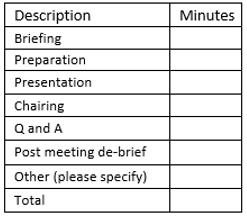 Description Minutes
Briefing
Preparation
Presentation
Chairing
Q and A
Post meeting de-brief
Other (please specify)
Total